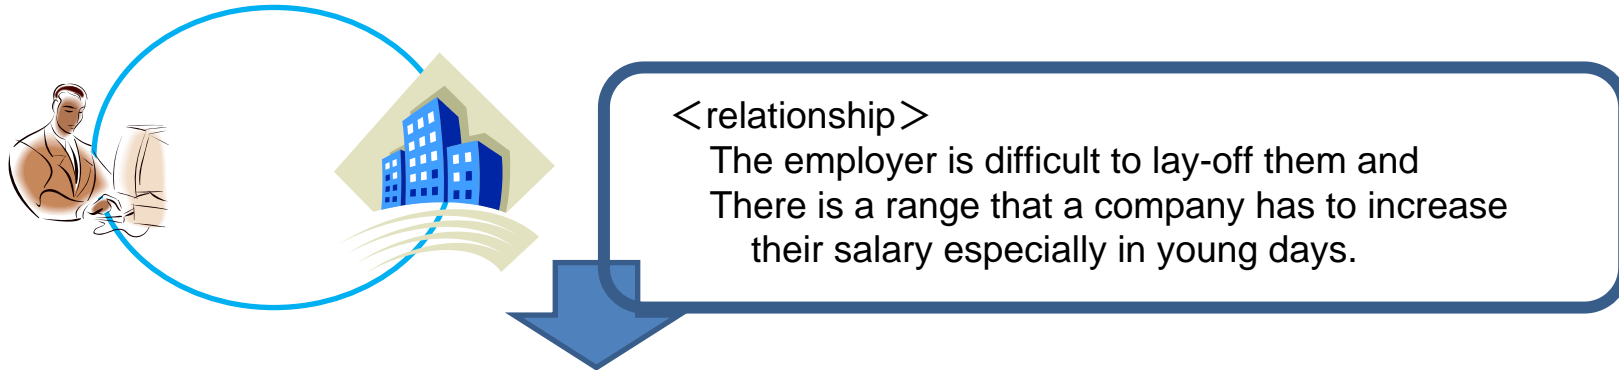 ＜relationship＞
The employer is difficult to lay-off them and
There is a range that a company has to increase
their salary especially in young days.